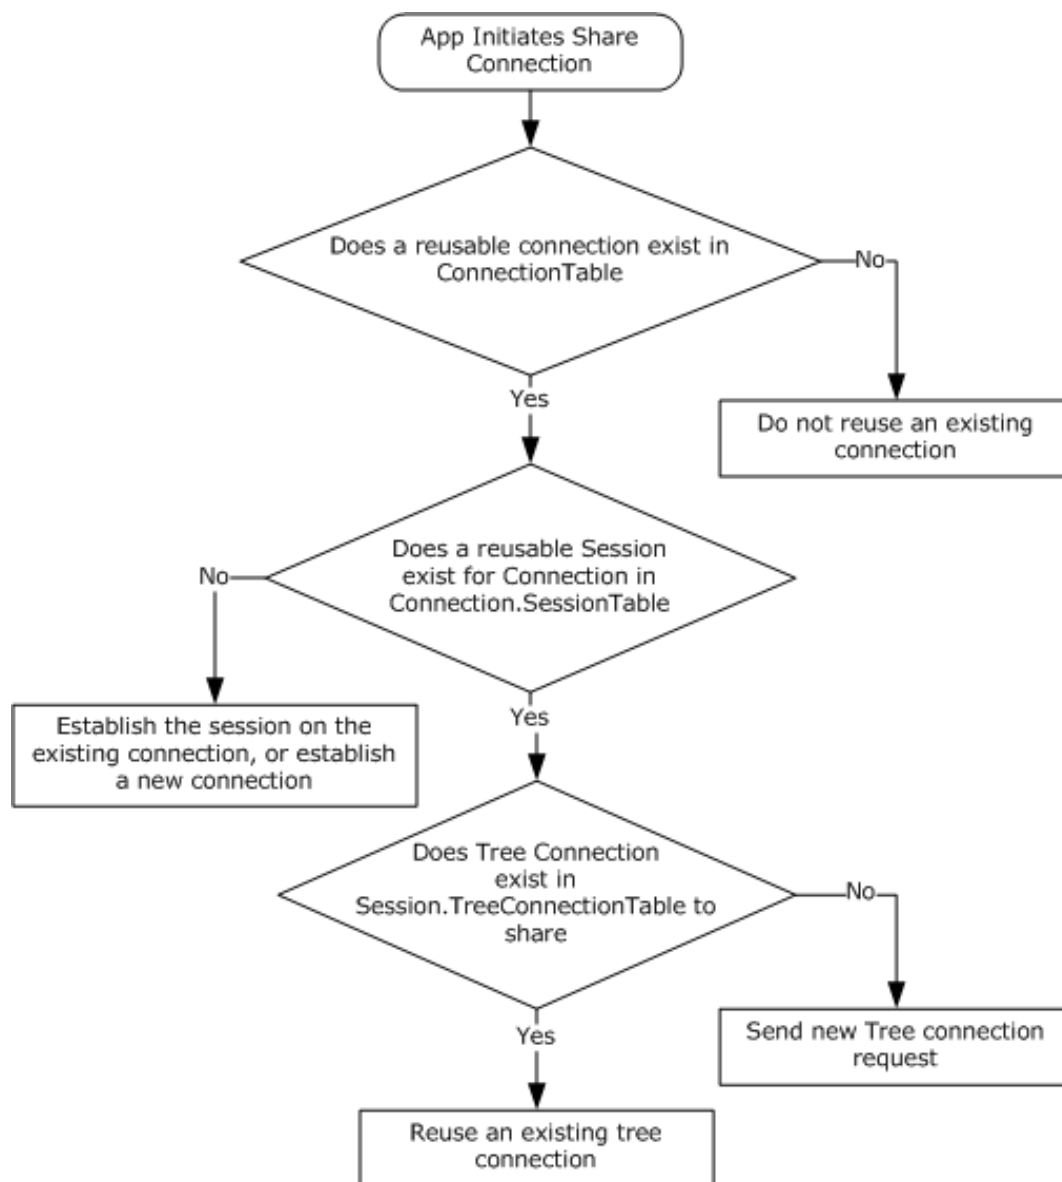 App Initiates Share
Connection
Does a reusable connection exist in
ConnectionTable
No
Yes
Do not reuse an existing
connection
Does a reusable Session
exist for Connection in
Connection.SessionTable
No
Yes
Establish the session on the
existing connection, or establish
a new connection
Does Tree Connection
exist in
Session.TreeConnectionTable to
share
No
Yes
Send new Tree connection
request
Reuse an existing tree
connection